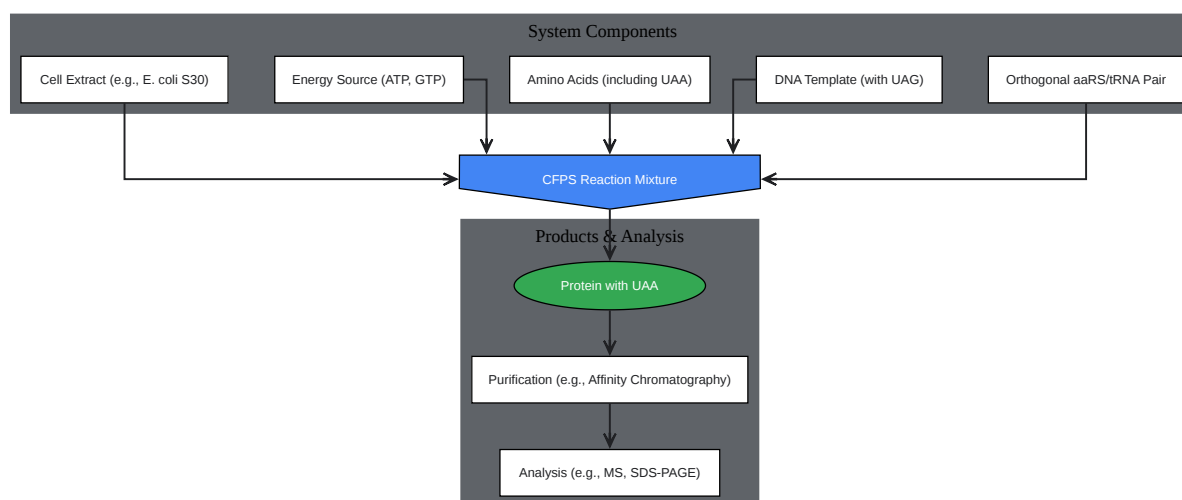 System Components
Cell Extract (e.g., E. coli S30)
Energy Source (ATP, GTP)
Amino Acids (including UAA)
DNA Template (with UAG)
Orthogonal aaRS/tRNA Pair
CFPS Reaction Mixture
Products & Analysis
Protein with UAA
Purification (e.g., Affinity Chromatography)
Analysis (e.g., MS, SDS-PAGE)